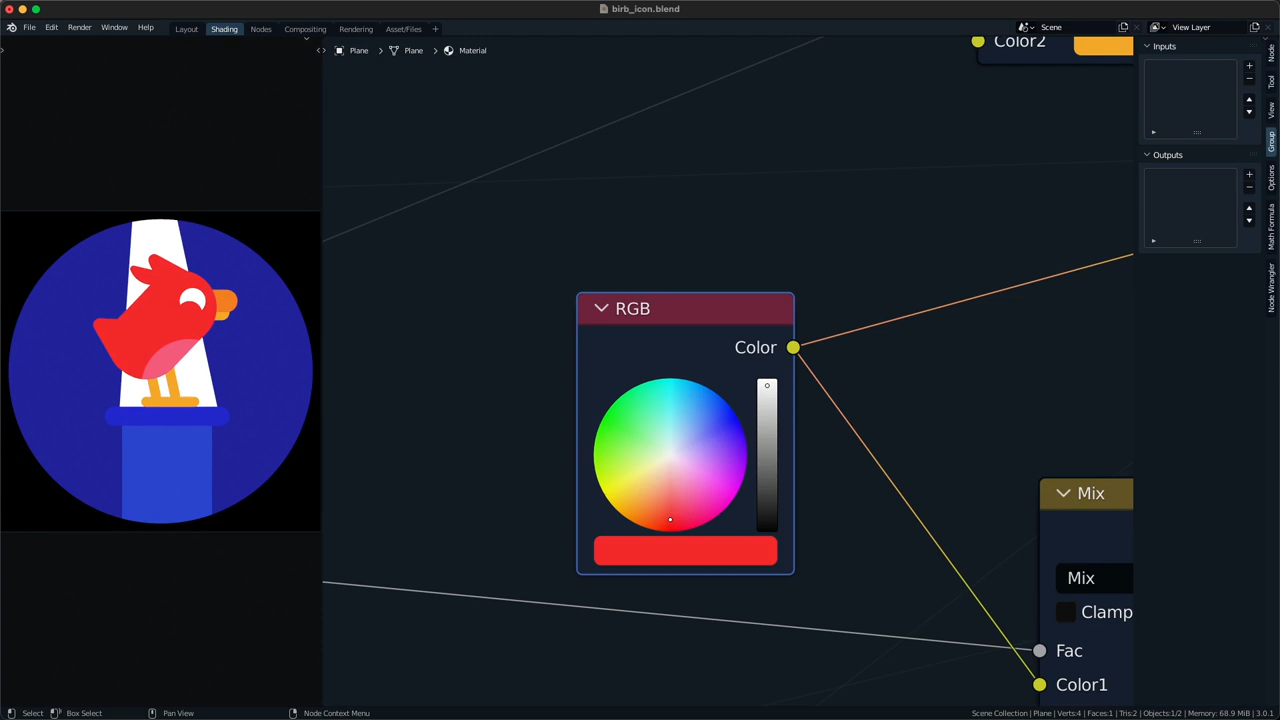 birb_icon.blend
File Edit Render Window Help Layout Shading Nodes Compositing Rendering Asset/Files + Scene View Layer
Plane > Plane > Material
Color2
RGB
Color
Mix
Mix
Clamp
Fac
Color1
Inputs
Outputs
Node
Tool
View
Group
Options
Math Formula
Node Wrangler
Select Box Select Pan View Node Context Menu Scene Collection | Plane | Verts:4 | Faces:1 | Tris:2 | Objects:1/2 | Memory: 68.9 MiB | 3.0.1